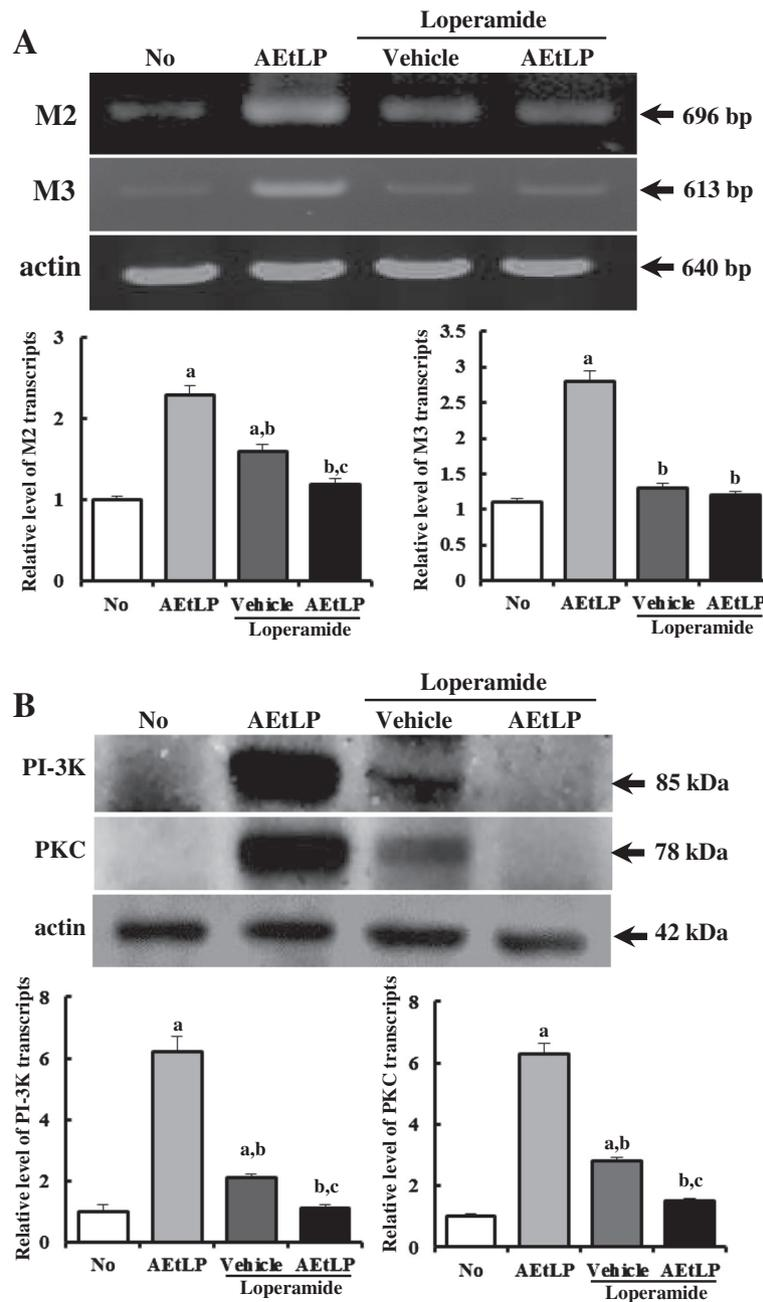 A
Loperamide
No AEtLP Vehicle AEtLP
M2 696 bp
M3 613 bp
actin 640 bp
Relative level of M2 transcripts
3
2
1
0
a
a,b
b,c
No AEtLP Vehicle AEtLP
Loperamide
Relative level of M3 transcripts
3.5
3
2.5
2
1.5
1
0.5
0
a
b
b
No AEtLP Vehicle AEtLP
Loperamide
B
Loperamide
No AEtLP Vehicle AEtLP
PI-3K 85 kDa
PKC 78 kDa
actin 42 kDa
Relative level of PI-3K transcripts
8
6
4
2
0
a
a,b
b,c
No AEtLP Vehicle AEtLP
Loperamide
Relative level of PKC transcripts
8
6
4
2
0
a
a,b
b,c
No AEtLP Vehicle AEtLP
Loperamide